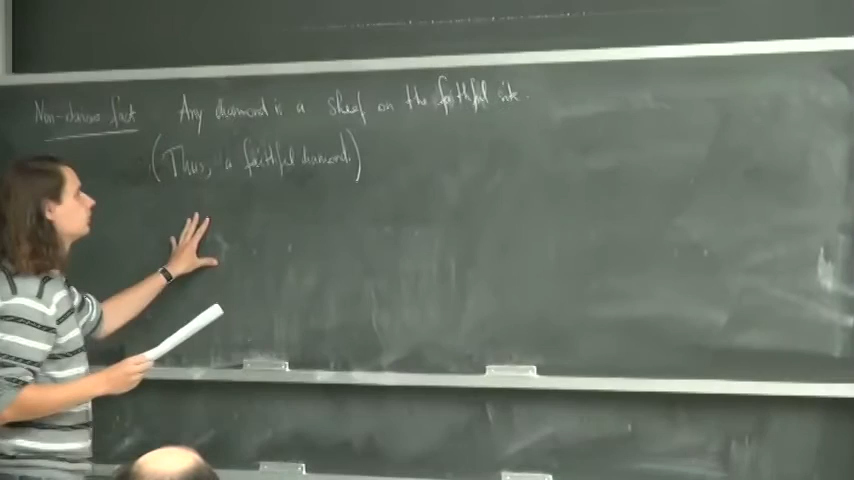 Non-obvious fact Any diamond is a sheaf on the faithful site.
(Thus, a faithful diamond.)